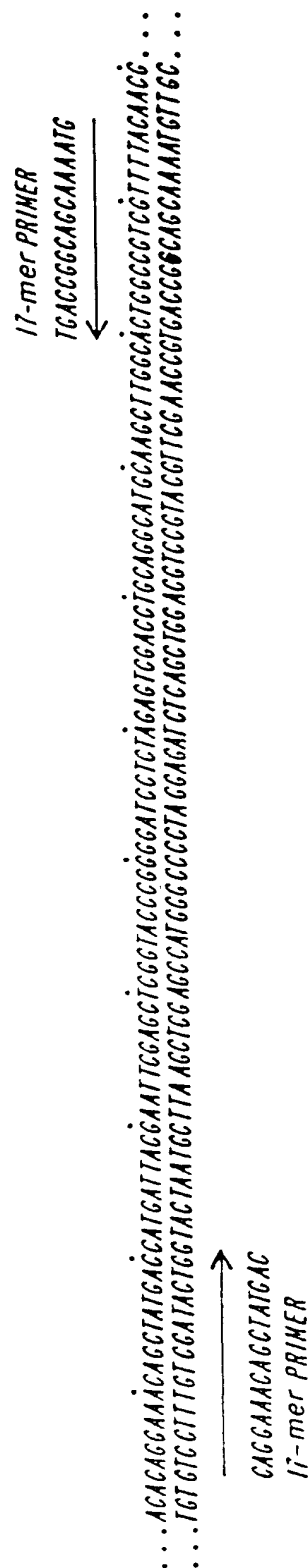 17-mer PRIMER
TGACCGGCAGCAAAATG
...ACACAGGAAACAGCTATGACCATGATTACGAATTCGAGCTCGGTACCCGGGGATCCTCTAGAGTCGACCTGCAGGCATGCAAGCTTGGCACTGGCCGTCGTTTTACAACG...
...TGTGTCCTTTGTCGATACTGGTACTAATGCTTAAGCTCGAGCCATGGGCCCCTAGGAGATCTCAGCTGGACGTCCGTACGTTCGAACCGTGACCGGCAGCAAAATGTTGC...
CAGGAAACAGCTATGAC
17-mer PRIMER